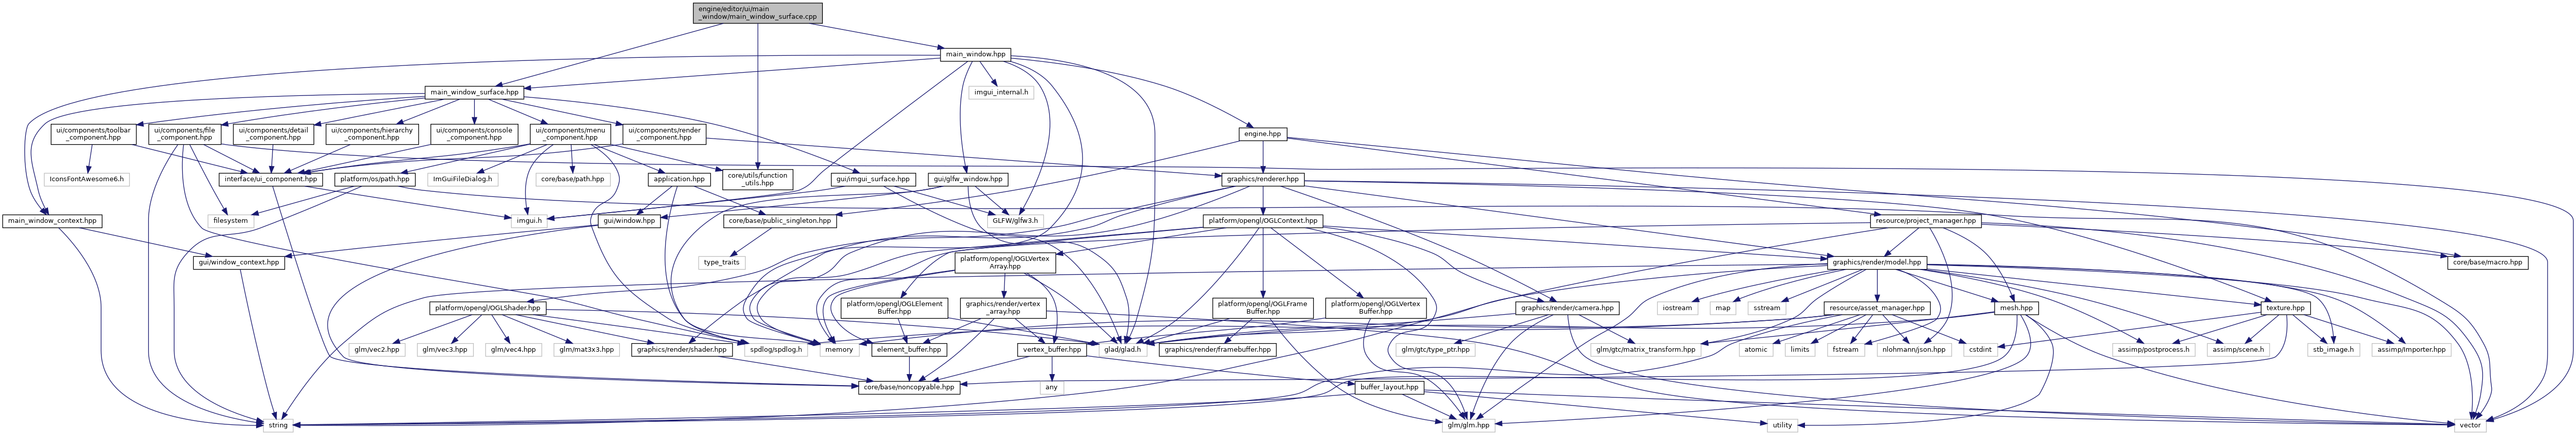 engine/editor/ui/main
_window/main_window_surface.cpp
main_window.hpp
main_window_surface.hpp
imgui_internal.h
ui/components/toolbar
_component.hpp
ui/components/file
_component.hpp
ui/components/detail
_component.hpp
ui/components/hierarchy
_component.hpp
ui/components/console
_component.hpp
ui/components/menu
_component.hpp
ui/components/render
_component.hpp
engine.hpp
IconsFontAwesome6.h
interface/ui_component.hpp
platform/os/path.hpp
ImGuiFileDialog.h
core/base/path.hpp
application.hpp
core/utils/function
_utils.hpp
gui/imgui_surface.hpp
gui/glfw_window.hpp
graphics/renderer.hpp
main_window_context.hpp
filesystem
imgui.h
gui/window.hpp
core/base/public_singleton.hpp
GLFW/glfw3.h
platform/opengl/OGLContext.hpp
resource/project_manager.hpp
gui/window_context.hpp
type_traits
platform/opengl/OGLVertex
Array.hpp
graphics/render/model.hpp
core/base/macro.hpp
platform/opengl/OGLShader.hpp
platform/opengl/OGLElement
Buffer.hpp
graphics/render/vertex
_array.hpp
platform/opengl/OGLFrame
Buffer.hpp
platform/opengl/OGLVertex
Buffer.hpp
graphics/render/camera.hpp
iostream
map
sstream
resource/asset_manager.hpp
mesh.hpp
texture.hpp
glm/vec2.hpp
glm/vec3.hpp
glm/vec4.hpp
glm/mat3x3.hpp
graphics/render/shader.hpp
spdlog/spdlog.h
memory
element_buffer.hpp
vertex_buffer.hpp
glad/glad.h
graphics/render/framebuffer.hpp
glm/gtc/type_ptr.hpp
glm/gtc/matrix_transform.hpp
atomic
limits
fstream
nlohmann/json.hpp
cstdint
assimp/postprocess.h
assimp/scene.h
stb_image.h
assimp/Importer.hpp
core/base/noncopyable.hpp
any
buffer_layout.hpp
string
glm/glm.hpp
utility
vector